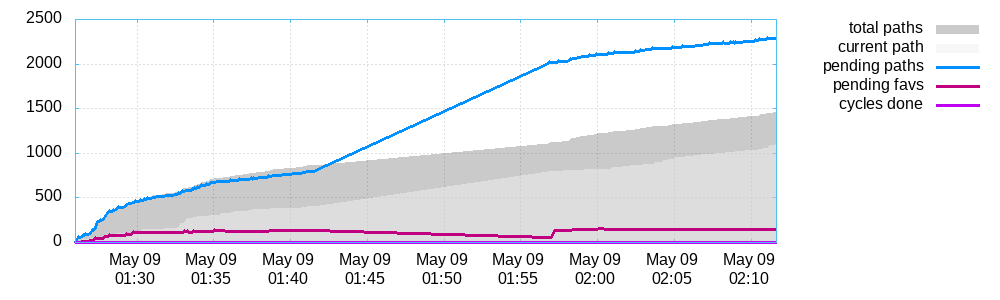 2500
2000
1500
1000
500
0
May 09 May 09 May 09 May 09 May 09 May 09 May 09 May 09 May 09
01:30 01:35 01:40 01:45 01:50 01:55 02:00 02:05 02:10
total paths
current path
pending paths
pending favs
cycles done